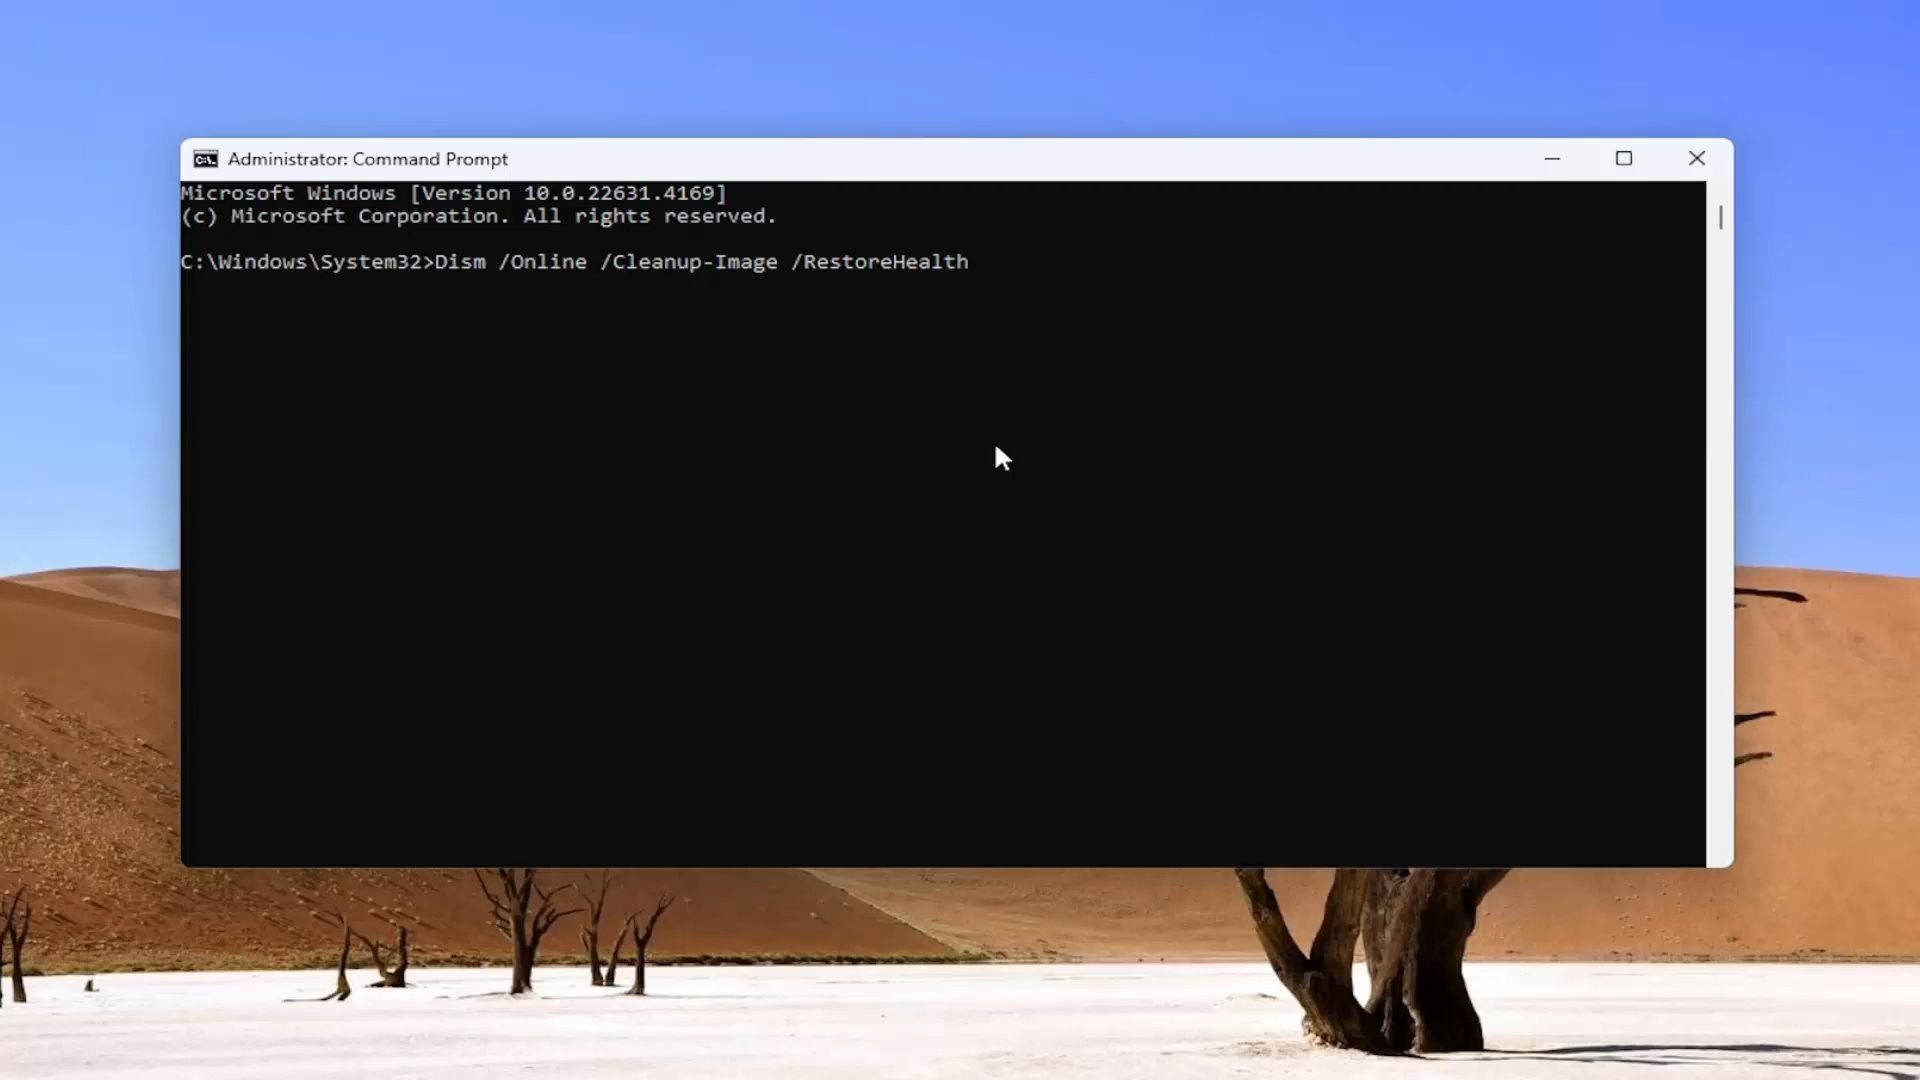 Administrator: Command Prompt
Microsoft Windows [Version 10.0.22631.4169]
(c) Microsoft Corporation. All rights reserved.
C:\Windows\System32>Dism /Online /Cleanup-Image /RestoreHealth